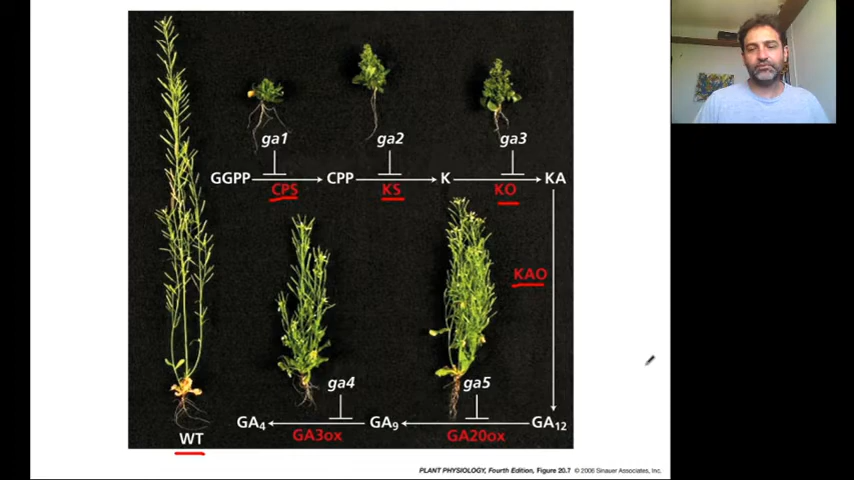 ga1 ga2 ga3
GGPP CPP K KA
CPS KS KO
KAO
ga4 ga5
GA4 GA9 GA12
GA3ox GA20ox
WT
PLANT PHYSIOLOGY, Fourth Edition, Figure 20.7 © 2006 Sinauer Associates, Inc.